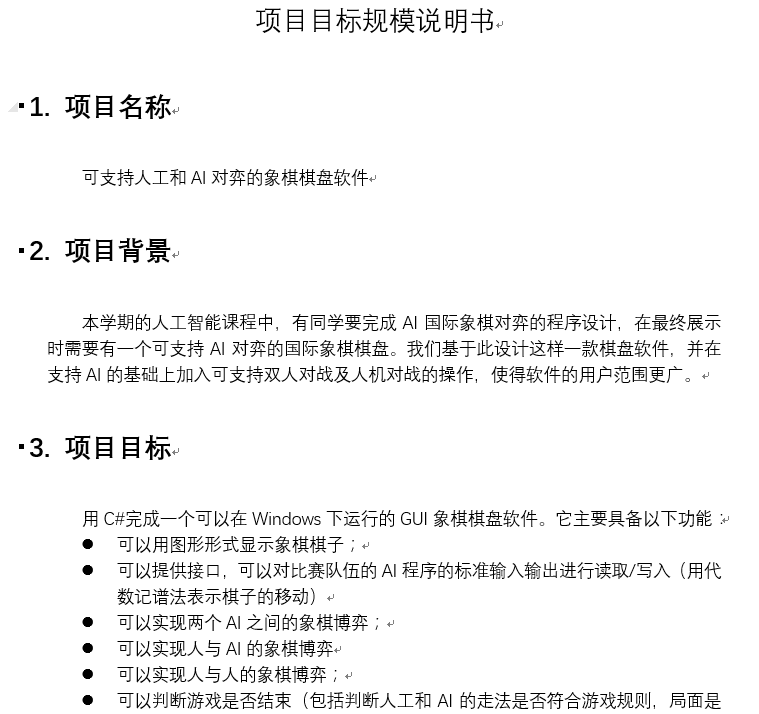 项目目标规模说明书
1. 项目名称
可支持人工和 AI 对弈的象棋棋盘软件
2. 项目背景
本学期的人工智能课程中，有同学要完成 AI 国际象棋对弈的程序设计，在最终展示
时需要有一个可支持 AI 对弈的国际象棋棋盘。我们基于此设计这样一款棋盘软件，并在
支持 AI 的基础上加入可支持双人对战及人机对战的操作，使得软件的用户范围更广。
3. 项目目标
用 C#完成一个可以在 Windows 下运行的 GUI 象棋棋盘软件。它主要具备以下功能：
● 可以用图形形式显示象棋棋子；
● 可以提供接口，可以对比赛队伍的 AI 程序的标准输入输出进行读取/写入（用代
数记谱法表示棋子的移动）
● 可以实现两个 AI 之间的象棋博弈；
● 可以实现人与 AI 的象棋博弈
● 可以实现人与人的象棋博弈；
● 可以判断游戏是否结束（包括判断人工和 AI 的走法是否符合游戏规则，局面是